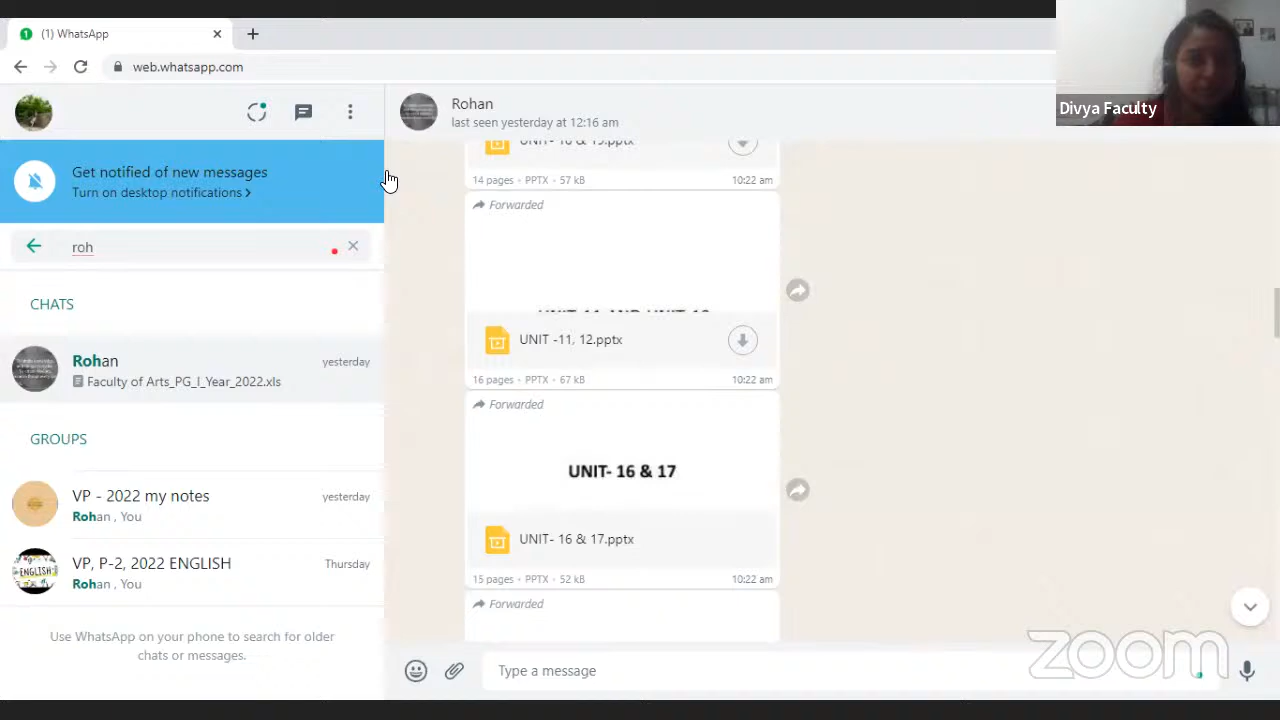 (1) WhatsApp
web.whatsapp.com
Divya Faculty
Rohan
last seen yesterday at 12:16 am
Get notified of new messages
Turn on desktop notifications
roh
CHATS
Rohan
yesterday
Faculty of Arts_PG_I_Year_2022.xls
GROUPS
VP - 2022 my notes
yesterday
Rohan , You
VP, P-2, 2022 ENGLISH
Thursday
Rohan , You
ENGLISH
Use WhatsApp on your phone to search for older
chats or messages.
14 pages • PPTX • 57 kB
10:22 am
Forwarded
UNIT -11, 12.pptx
16 pages • PPTX • 67 kB
10:22 am
Forwarded
UNIT- 16 & 17
UNIT- 16 & 17.pptx
15 pages • PPTX • 52 kB
10:22 am
Forwarded
Type a message
zoom